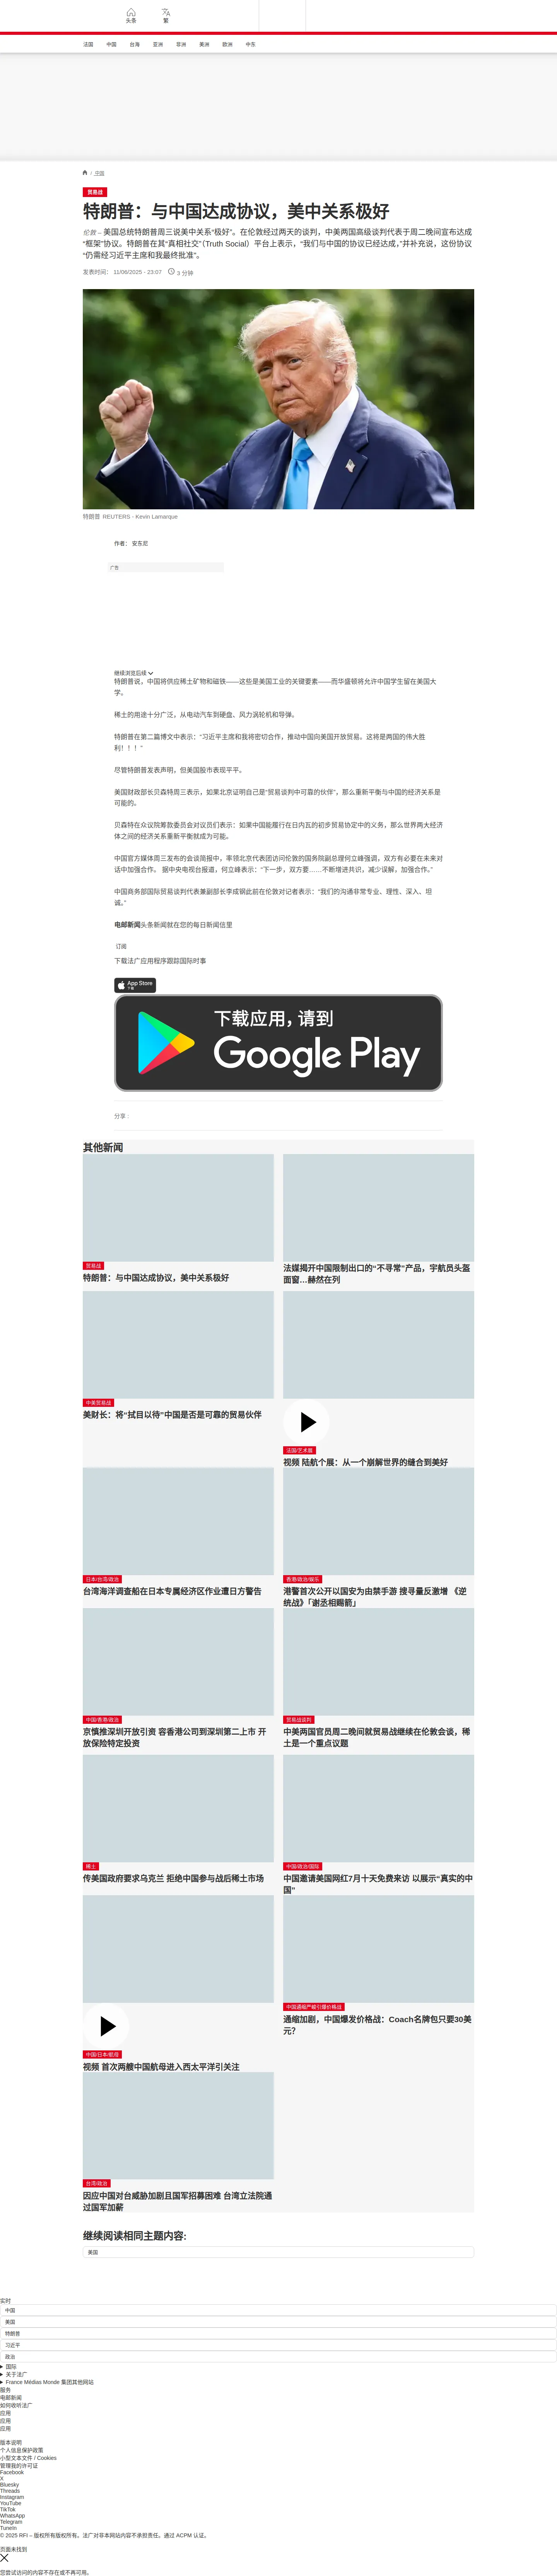 头条
繁
法国 中国 台海 亚洲 非洲 美洲 欧洲 中东
/ 中国
贸易战
特朗普：与中国达成协议，美中关系极好
伦敦 – 美国总统特朗普周三说美中关系“极好”。在伦敦经过两天的谈判，中美两国高级谈判代表于周二晚间宣布达成
“框架”协议。特朗普在其“真相社交”（Truth Social）平台上表示，“我们与中国的协议已经达成，”并补充说，这份协议
“仍需经习近平主席和我最终批准”。
发表时间： 11/06/2025 - 23:07 3 分钟
特朗普 REUTERS - Kevin Lamarque
作者： 安东尼
广告
继续浏览后续
特朗普说，中国将供应稀土矿物和磁铁——这些是美国工业的关键要素——而华盛顿将允许中国学生留在美国大
学。
稀土的用途十分广泛，从电动汽车到硬盘、风力涡轮机和导弹。
特朗普在第二篇博文中表示：“习近平主席和我将密切合作，推动中国向美国开放贸易。这将是两国的伟大胜
利！！！”
尽管特朗普发表声明，但美国股市表现平平。
美国财政部长贝森特周三表示，如果北京证明自己是“贸易谈判中可靠的伙伴”，那么重新平衡与中国的经济关系是
可能的。
贝森特在众议院筹款委员会对议员们表示：如果中国能履行在日内瓦的初步贸易协定中的义务，那么世界两大经济
体之间的经济关系重新平衡就成为可能。
中国官方媒体周三发布的会谈简报中，率领北京代表团访问伦敦的国务院副总理何立峰强调，双方有必要在未来对
话中加强合作。 据中央电视台报道，何立峰表示：“下一步，双方要……不断增进共识，减少误解，加强合作。”
中国商务部国际贸易谈判代表兼副部长李成钢此前在伦敦对记者表示：“我们的沟通非常专业、理性、深入、坦
诚。”
电邮新闻头条新闻就在您的每日新闻信里
订阅
下载法广应用程序跟踪国际时事
App Store
下载
下载应用，请到
Google Play
分享 :
其他新闻
贸易战
特朗普：与中国达成协议，美中关系极好
法媒揭开中国限制出口的“不寻常”产品，宇航员头盔
面窗…赫然在列
中美贸易战
美财长：将“拭目以待”中国是否是可靠的贸易伙伴
法国/艺术展
视频 陆航个展：从一个崩解世界的缝合到美好
日本/台湾/政治
台湾海洋调查船在日本专属经济区作业遭日方警告
香港/政治/娱乐
港警首次公开以国安为由禁手游 搜寻量反激增 《逆
统战》「谢丞相赐箭」
中国/香港/政治
京慎推深圳开放引资 容香港公司到深圳第二上市 开
放保险特定投资
贸易战谈判
中美两国官员周二晚间就贸易战继续在伦敦会谈，稀
土是一个重点议题
稀土
传美国政府要求乌克兰 拒绝中国参与战后稀土市场
中国/政治/国际
中国邀请美国网红7月十天免费来访 以展示“真实的中
国”
中国/日本/航母
视频 首次两艘中国航母进入西太平洋引关注
中国通缩产能引爆价格战
通缩加剧，中国爆发价格战：Coach名牌包只要30美
元？
台湾/政治
因应中国对台威胁加剧且国军招募困难 台湾立法院通
过国军加薪
继续阅读相同主题内容:
美国
实时
中国
美国
特朗普
习近平
政治
国际
关于法广
France Médias Monde 集团其他网站
服务
电邮新闻
如何收听法广
应用
应用
应用
版本说明
个人信息保护政策
小型文本文件 / Cookies
管理我的许可证
Facebook
X
Bluesky
Threads
Instagram
YouTube
TikTok
WhatsApp
Telegram
TuneIn
© 2025 RFI – 版权所有版权所有。法广对非本网站内容不承担责任。通过 ACPM 认证。
页面未找到
您尝试访问的内容不存在或不再可用。